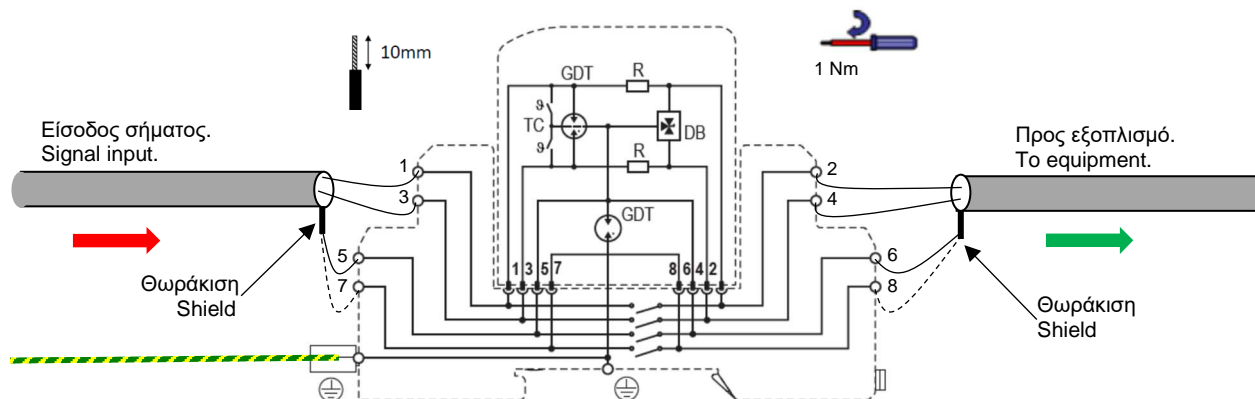 10mm
1 Nm
Είσοδος σήματος.
Signal input.
Προς εξοπλισμό.
To equipment.
GDT
R
ϑ
TC
ϑ
DB
R
GDT
1
3
5
7
2
4
6
8
1 3 5 7
8 6 4 2
Θωράκιση
Shield
Θωράκιση
Shield